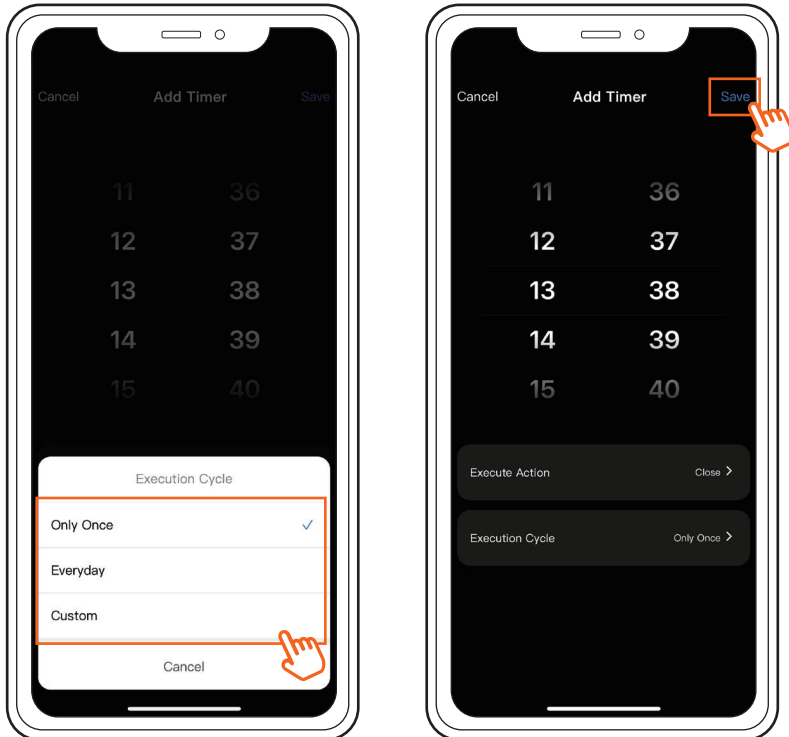 Cancel Add Timer Save
11 36
12 37
13 38
14 39
15 40
Execution Cycle
Only Once
Everyday
Custom
Cancel
Cancel Add Timer Save
11 36
12 37
13 38
14 39
15 40
Execute Action Close
Execution Cycle Only Once